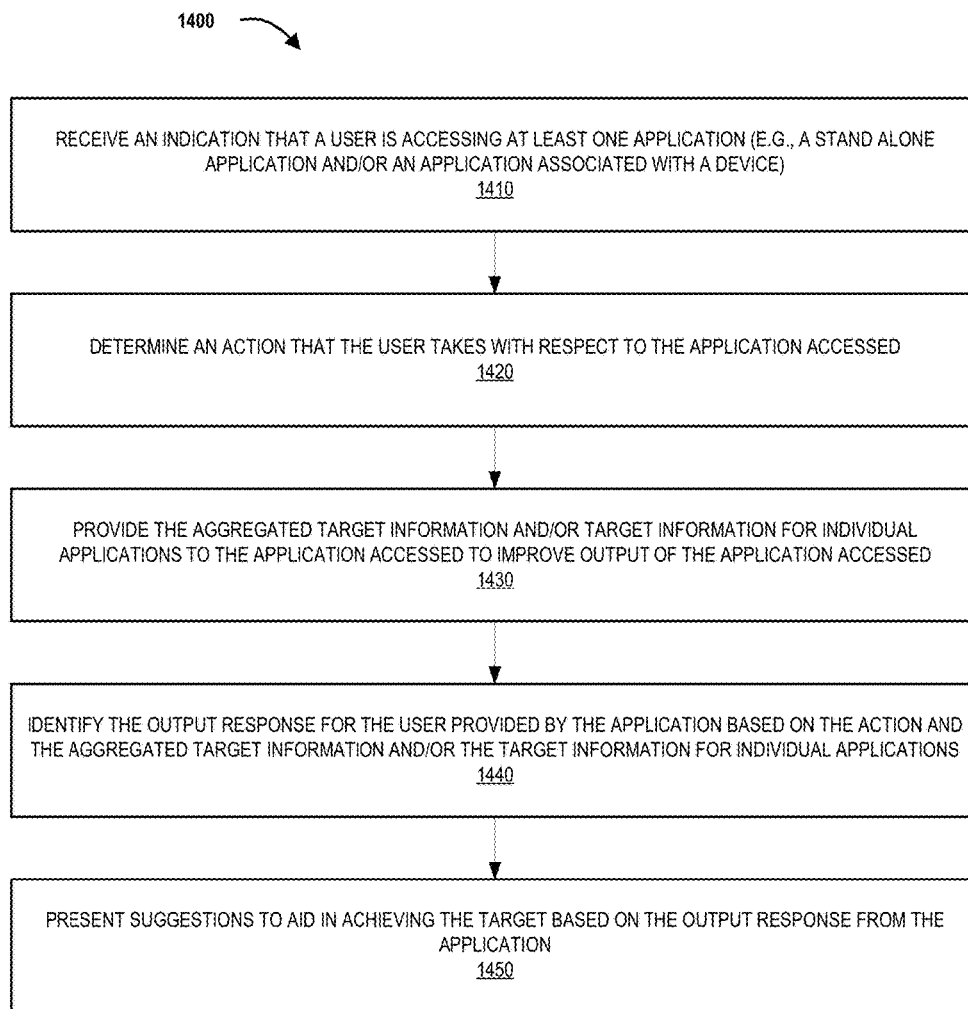 1400
RECEIVE AN INDICATION THAT A USER IS ACCESSING AT LEAST ONE APPLICATION (E.G., A STAND ALONE
APPLICATION AND/OR AN APPLICATION ASSOCIATED WITH A DEVICE)
1410
DETERMINE AN ACTION THAT THE USER TAKES WITH RESPECT TO THE APPLICATION ACCESSED
1420
PROVIDE THE AGGREGATED TARGET INFORMATION AND/OR TARGET INFORMATION FOR INDIVIDUAL
APPLICATIONS TO THE APPLICATION ACCESSED TO IMPROVE OUTPUT OF THE APPLICATION ACCESSED
1430
IDENTIFY THE OUTPUT RESPONSE FOR THE USER PROVIDED BY THE APPLICATION BASED ON THE ACTION AND
THE AGGREGATED TARGET INFORMATION AND/OR THE TARGET INFORMATION FOR INDIVIDUAL APPLICATIONS
1440
PRESENT SUGGESTIONS TO AID IN ACHIEVING THE TARGET BASED ON THE OUTPUT RESPONSE FROM THE
APPLICATION
1450